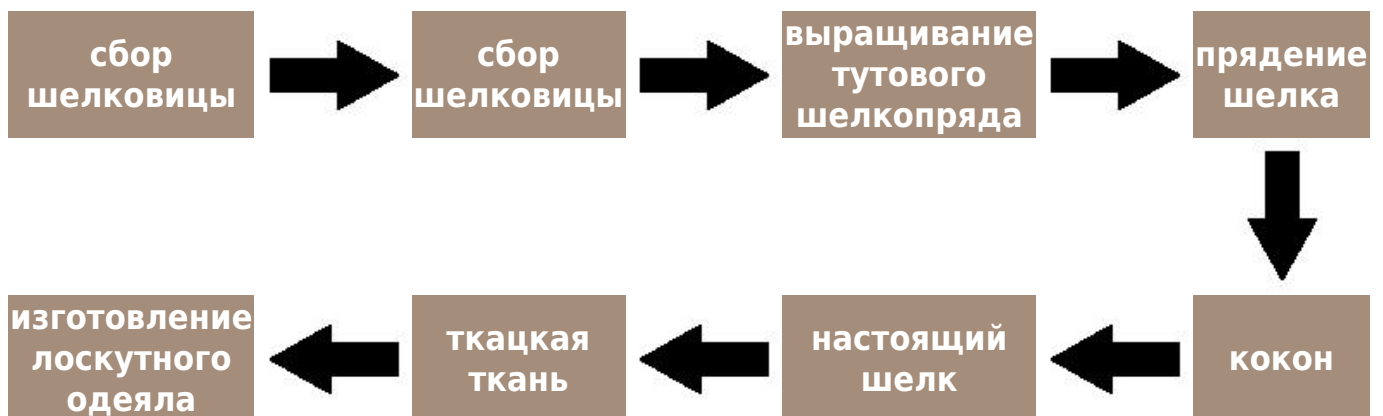 сбор
шелковицы
сбор
шелковицы
выращивание
тутового
шелкопряда
прядение
шелка
кокон
настоящий
шелк
ткацкая
ткань
изготовление
лоскутного
одеяла